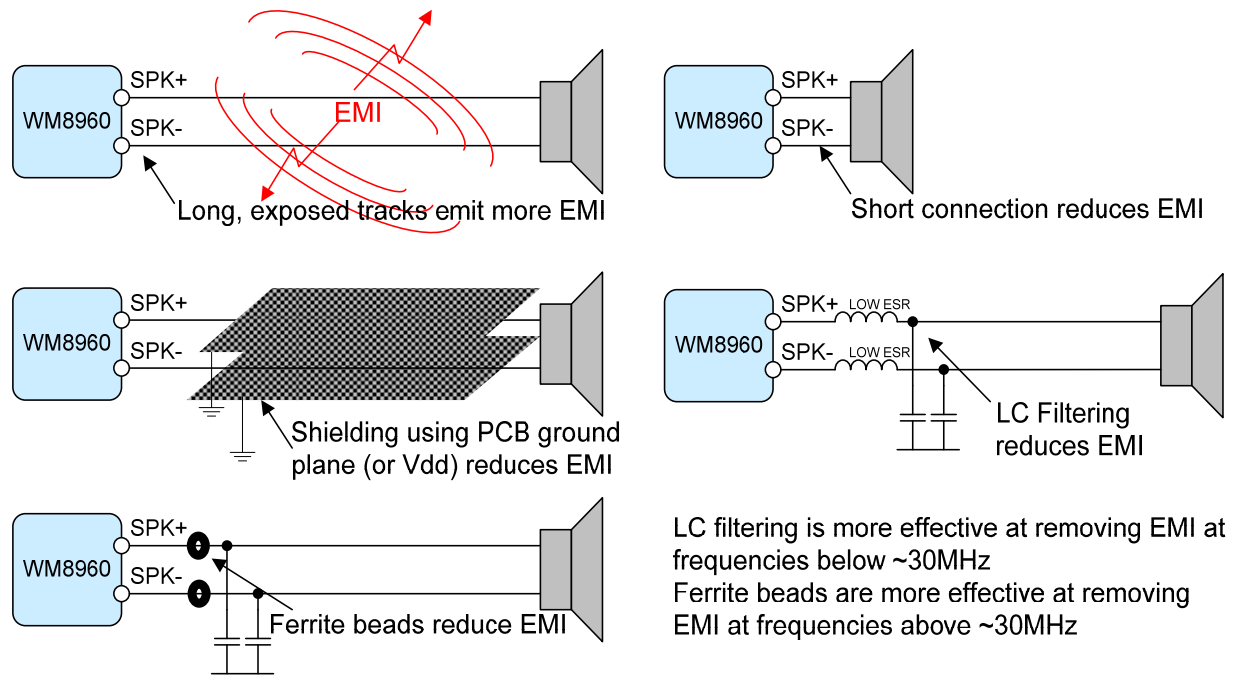 SPK+
WM8960
SPK-
EMI
Long, exposed tracks emit more EMI
SPK+
WM8960
SPK-
Short connection reduces EMI
SPK+
WM8960
SPK-
Shielding using PCB ground
plane (or Vdd) reduces EMI
SPK+
LOW ESR
WM8960
SPK-
LOW ESR
LC Filtering
reduces EMI
SPK+
WM8960
SPK-
Ferrite beads reduce EMI
LC filtering is more effective at removing EMI at
frequencies below ~30MHz
Ferrite beads are more effective at removing
EMI at frequencies above ~30MHz